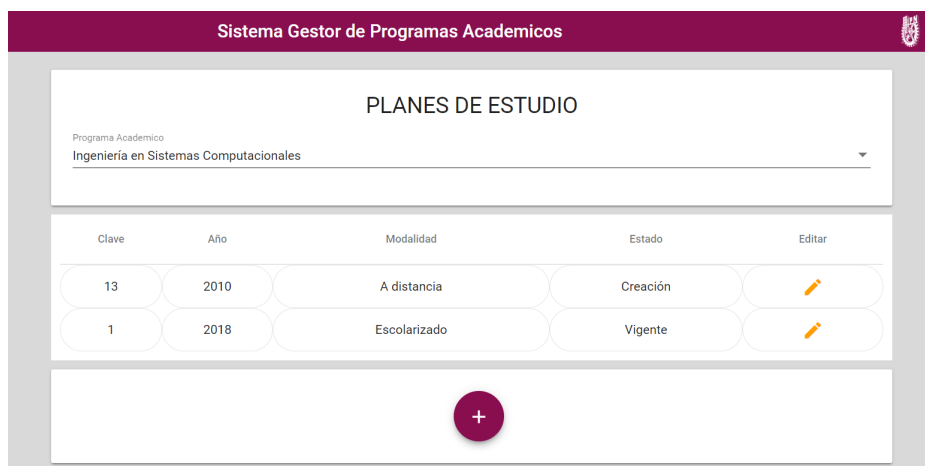 Sistema Gestor de Programas Academicos
PLANES DE ESTUDIO
Programa Academico
Ingeniería en Sistemas Computacionales
Clave Año Modalidad Estado Editar
13 2010 A distancia Creación
1 2018 Escolarizado Vigente
+